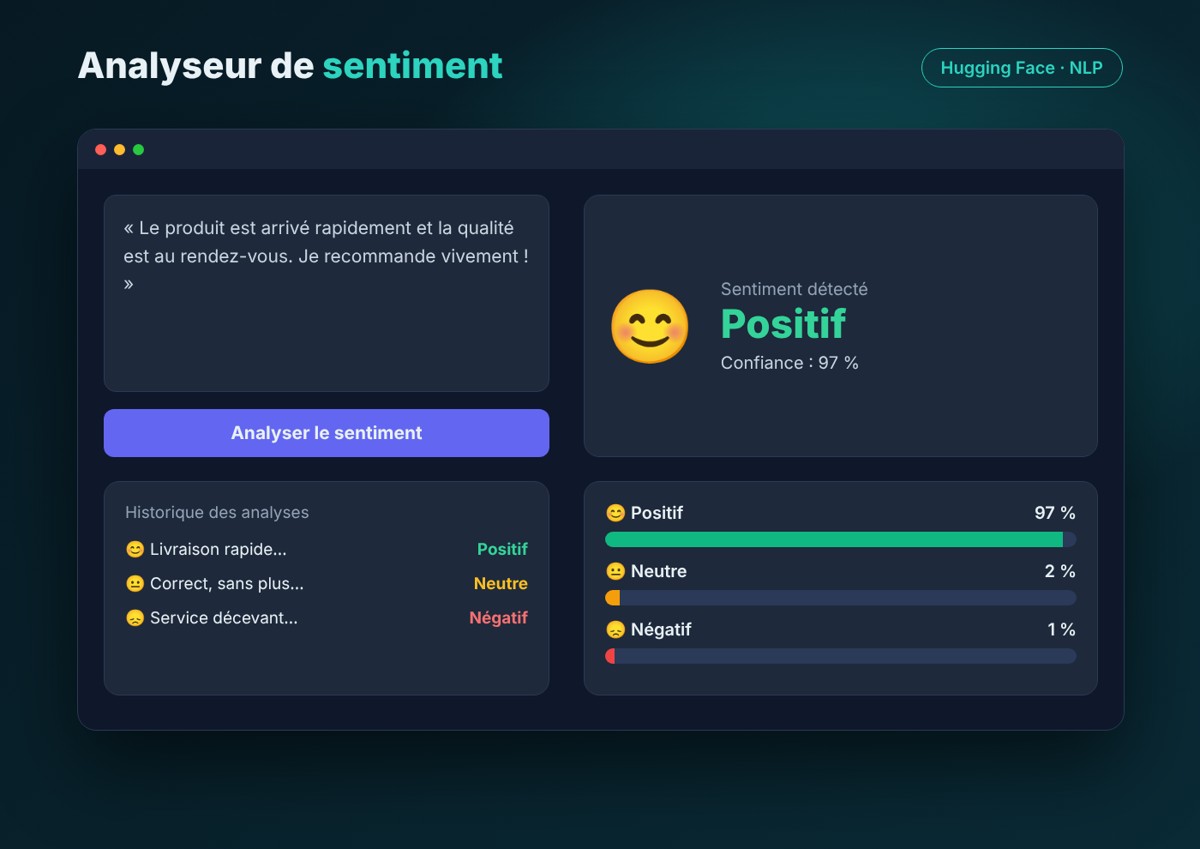 Analyseur de sentiment
Hugging Face · NLP
« Le produit est arrivé rapidement et la qualité
est au rendez-vous. Je recommande vivement !
»
Analyser le sentiment
Sentiment détecté
Positif
Confiance : 97 %
Historique des analyses
😊 Livraison rapide... Positif
😐 Correct, sans plus... Neutre
😞 Service décevant... Négatif
😊 Positif 97 %
😐 Neutre 2 %
😞 Négatif 1 %